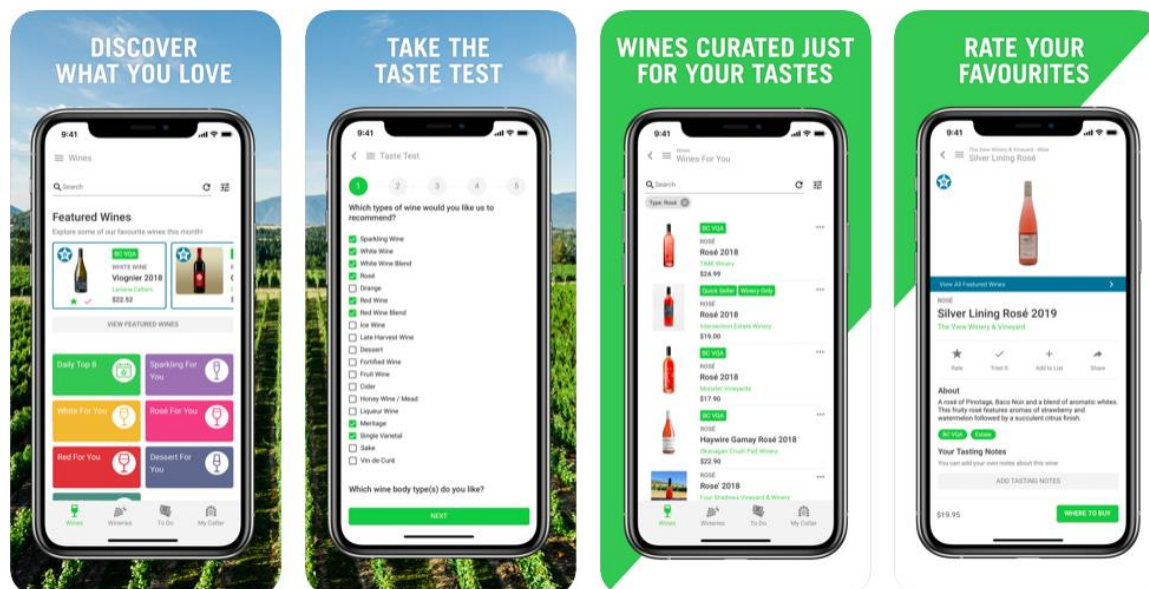 DISCOVER
WHAT YOU LOVE
9:41
Wines
Search
Featured Wines
Explore some of our favourite wines this month!
BC VQA
WHITE WINE
Viognier 2018
$22.52
VIEW FEATURED WINES
Daily Top 8
Sparkling For
You
White For You
Rosé For You
Red For You
Dessert For
You
Wines
Wineries
To Do
My Cellar
TAKE THE
TASTE TEST
9:41
Taste Test
1
2
3
4
5
Which types of wine would you like us to
recommend?
Sparkling Wine
White Wine
White Wine Blend
Rosé
Orange
Red Wine
Red Wine Blend
Ice Wine
Late Harvest Wine
Dessert
Fortified Wine
Fruit Wine
Cider
Honey Wine / Mead
Liqueur Wine
Meritage
Single Varietal
Sake
Vin de Curé
Which wine body type(s) do you like?
NEXT
WINES CURATED JUST
FOR YOUR TASTES
9:41
Wines
Wines For You
Search
Type: Rosé
BC VQA
ROSÉ
Rosé 2018
TIME Winery
$24.99
Quick Seller Winery Only
ROSÉ
Rosé 2018
Intersection Estate Winery
$19.00
BC VQA
ROSÉ
Rosé 2018
Monster Vineyards
$17.90
BC VQA
ROSÉ
Haywire Gamay Rosé 2018
Okanagan Crush Pad Winery
$22.90
ROSÉ
Rose' 2018
Four Shadows Vineyard & Winery
Wines
Wineries
To Do
My Cellar
RATE YOUR
FAVOURITES
9:41
The View Winery & Vineyard · Wine
Silver Lining Rosé
View All Featured Wines
ROSÉ
Silver Lining Rosé 2019
The View Winery & Vineyard
Rate
Tried It
Add to List
Share
About
A rosé of Pinotage, Baco Noir and a blend of aromatic whites.
This fruity rosé features aromas of strawberry and
watermelon followed by a succulent citrus finish.
BC VQA
Estate
Your Tasting Notes
You can add your own notes about this wine
ADD TASTING NOTES
$19.95
WHERE TO BUY